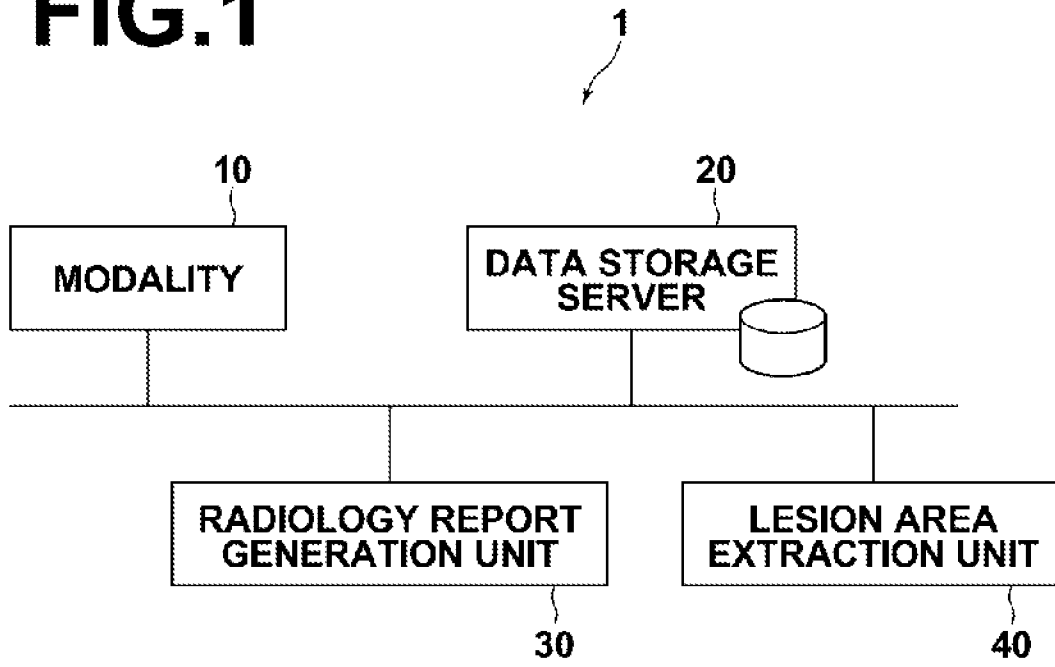 FIG.1
1
10
20
MODALITY
DATA STORAGE
SERVER
RADIOLOGY REPORT
GENERATION UNIT
LESION AREA
EXTRACTION UNIT
30
40